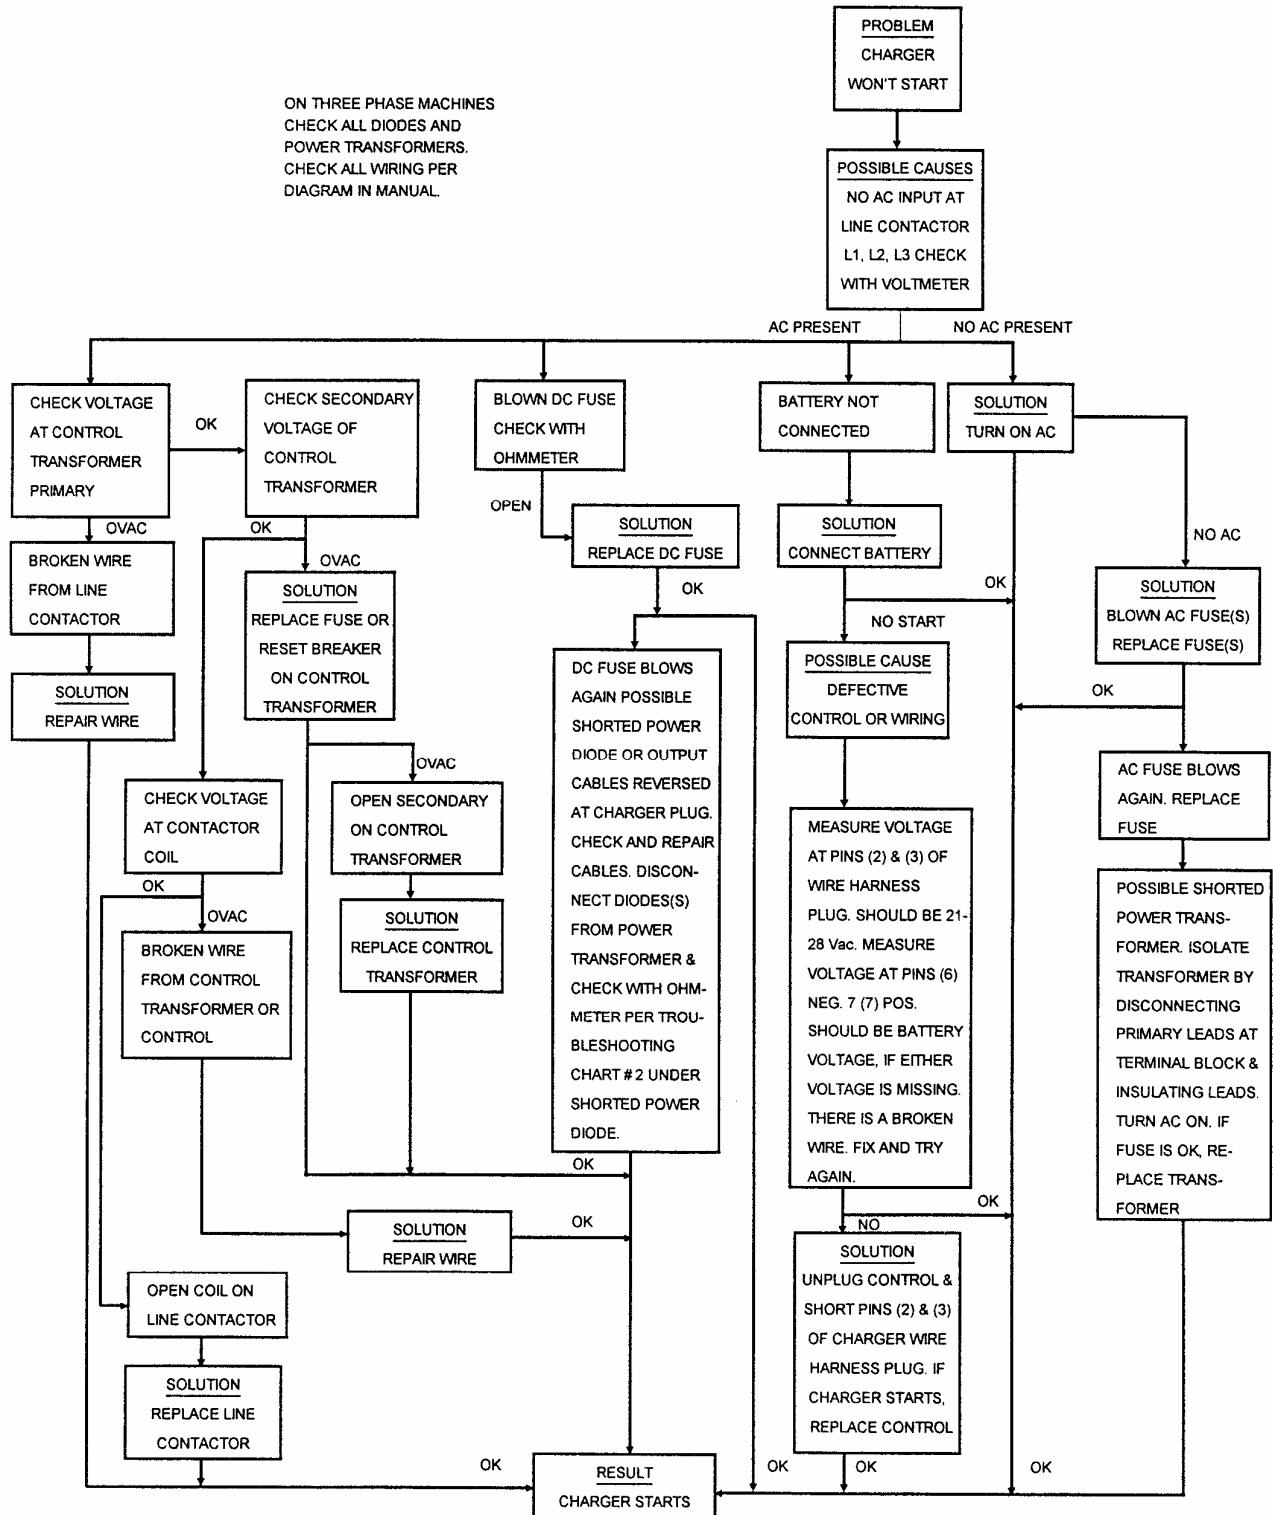 PROBLEM
CHARGER
WON'T START
ON THREE PHASE MACHINES
CHECK ALL DIODES AND
POWER TRANSFORMERS.
CHECK ALL WIRING PER
DIAGRAM IN MANUAL.
POSSIBLE CAUSES
NO AC INPUT AT
LINE CONTACTOR
L1, L2, L3 CHECK
WITH VOLTMETER
AC PRESENT
NO AC PRESENT
CHECK VOLTAGE
AT CONTROL
TRANSFORMER
PRIMARY
OK
CHECK SECONDARY
VOLTAGE OF
CONTROL
TRANSFORMER
BLOWN DC FUSE
CHECK WITH
OHMMETER
BATTERY NOT
CONNECTED
SOLUTION
TURN ON AC
OVAC
OK
OVAC
OPEN
NO AC
BROKEN WIRE
FROM LINE
CONTACTOR
SOLUTION
REPLACE FUSE OR
RESET BREAKER
ON CONTROL
TRANSFORMER
SOLUTION
REPLACE DC FUSE
OK
SOLUTION
CONNECT BATTERY
OK
NO START
SOLUTION
BLOWN AC FUSE(S)
REPLACE FUSE(S)
OK
SOLUTION
REPAIR WIRE
DC FUSE BLOWS
AGAIN POSSIBLE
SHORTED POWER
DIODE OR OUTPUT
CABLES REVERSED
AT CHARGER PLUG.
CHECK AND REPAIR
CABLES. DISCON-
NECT DIODES(S)
FROM POWER
TRANSFORMER &
CHECK WITH OHM-
METER PER TROU-
BLESHOOTING
CHART # 2 UNDER
SHORTED POWER
DIODE.
POSSIBLE CAUSE
DEFECTIVE
CONTROL OR WIRING
AC FUSE BLOWS
AGAIN. REPLACE
FUSE
OVAC
CHECK VOLTAGE
AT CONTACTOR
COIL
OPEN SECONDARY
ON CONTROL
TRANSFORMER
MEASURE VOLTAGE
AT PINS (2) & (3) OF
WIRE HARNESS
PLUG. SHOULD BE 21-
28 Vac. MEASURE
VOLTAGE AT PINS (6)
NEG. 7 (7) POS.
SHOULD BE BATTERY
VOLTAGE, IF EITHER
VOLTAGE IS MISSING.
THERE IS A BROKEN
WIRE. FIX AND TRY
AGAIN.
POSSIBLE SHORTED
POWER TRANS-
FORMER. ISOLATE
TRANSFORMER BY
DISCONNECTING
PRIMARY LEADS AT
TERMINAL BLOCK &
INSULATING LEADS.
TURN AC ON. IF
FUSE IS OK, RE-
PLACE TRANS-
FORMER
OK
OVAC
BROKEN WIRE
FROM CONTROL
TRANSFORMER OR
CONTROL
SOLUTION
REPLACE CONTROL
TRANSFORMER
OK
OK
NO
SOLUTION
REPAIR WIRE
OK
SOLUTION
UNPLUG CONTROL &
SHORT PINS (2) & (3)
OF CHARGER WIRE
HARNESS PLUG. IF
CHARGER STARTS,
REPLACE CONTROL
OPEN COIL ON
LINE CONTACTOR
SOLUTION
REPLACE LINE
CONTACTOR
OK
RESULT
CHARGER STARTS
OK
OK
OK